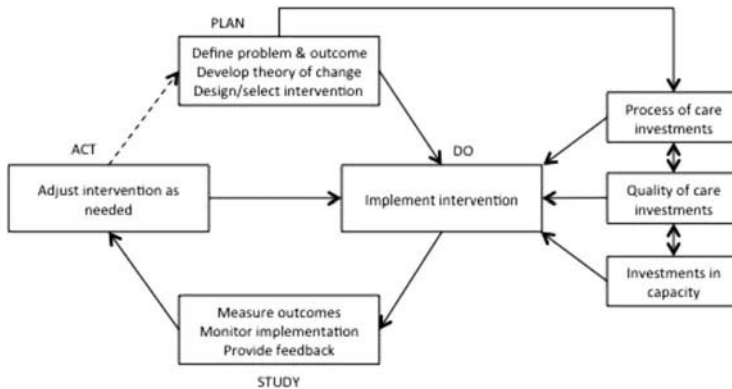 PLAN
Define problem & outcome
Develop theory of change
Design/select intervention
Process of care
investments
ACT
DO
Adjust intervention as
needed
Implement intervention
Quality of care
investments
Investments in
capacity
Measure outcomes
Monitor implementation
Provide feedback
STUDY